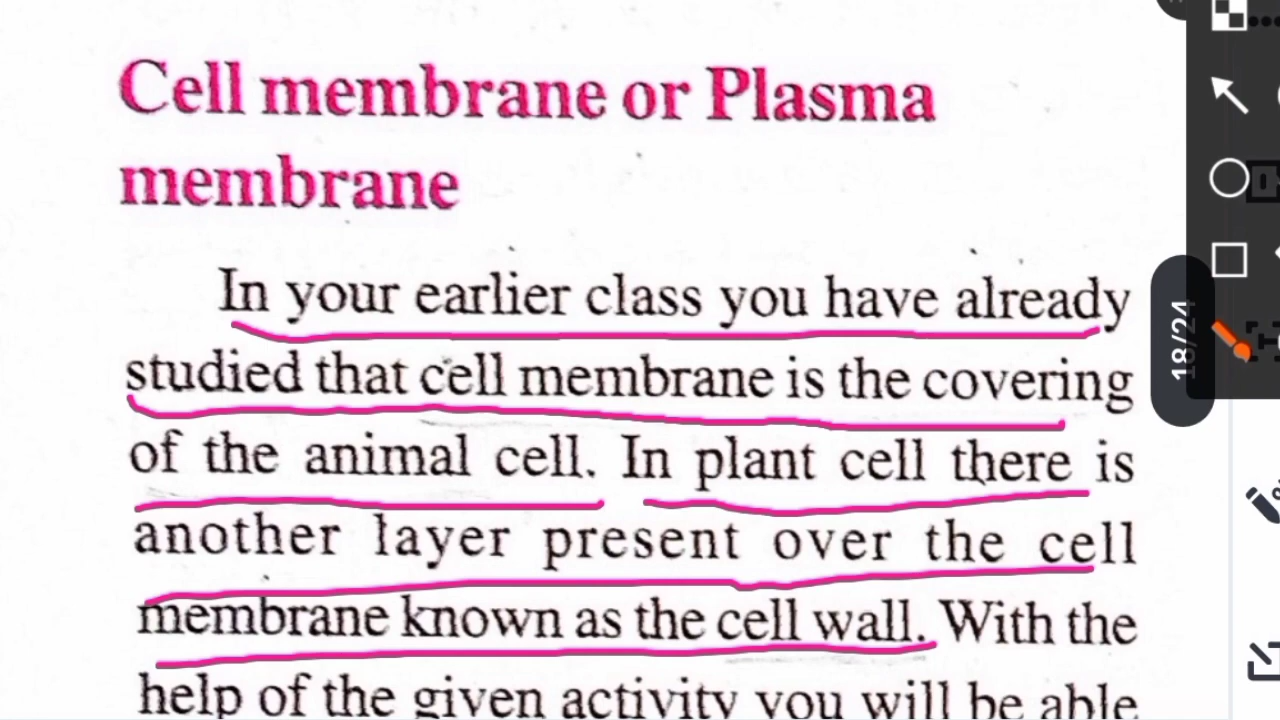 Cell membrane or Plasma
membrane
In your earlier class you have already
studied that cell membrane is the covering
of the animal cell. In plant cell there is
another layer present over the cell
membrane known as the cell wall. With the
help of the given activity you will be able
18/24